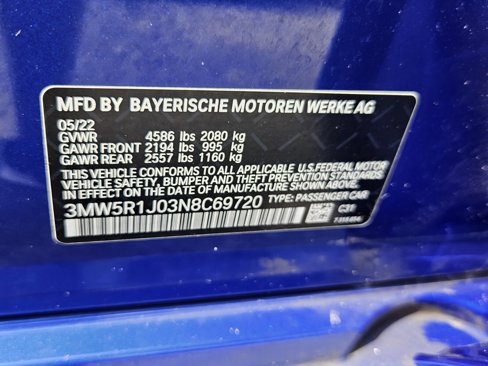 MFD BY BAYERISCHE MOTOREN WERKE AG
05/22
GVWR 4586 lbs 2080 kg
GAWR FRONT 2194 lbs 995 kg
GAWR REAR 2557 lbs 1160 kg
THIS VEHICLE CONFORMS TO ALL APPLICABLE U.S. FEDERAL MOTOR
VEHICLE SAFETY, BUMPER AND THEFT PREVENTION STANDARDS
IN EFFECT ON THE DATE OF MANUFACTURE SHOWN ABOVE.
3MW5R1J03N8C69720 TYPE: PASSENGER CAR
C31